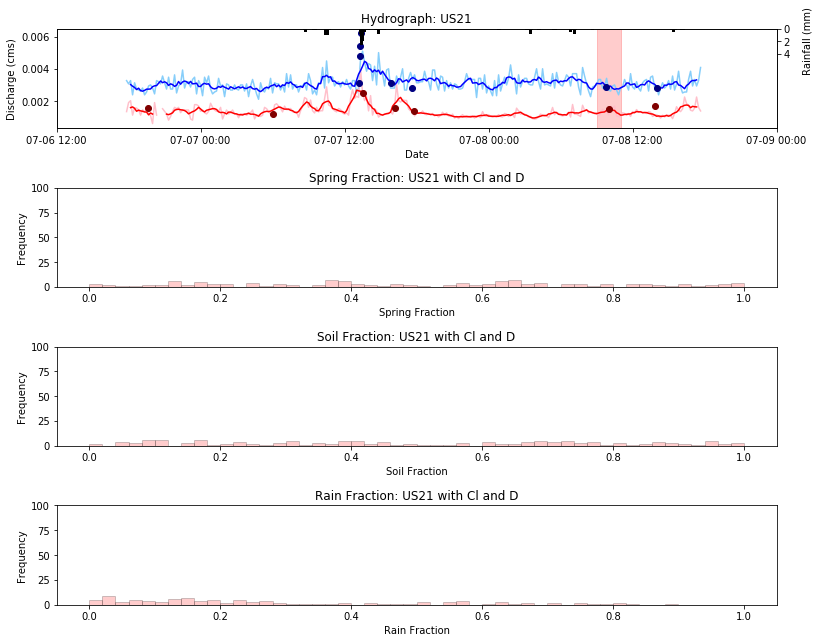 Hydrograph: US21
0.006
0.004
0.002
Discharge (cms)
0
2
4
Rainfall (mm)
07-06 12:00 07-07 00:00 07-07 12:00 07-08 00:00 07-08 12:00 07-09 00:00
Date
Spring Fraction: US21 with Cl and D
100
75
50
25
0
Frequency
0.0 0.2 0.4 0.6 0.8 1.0
Spring Fraction
Soil Fraction: US21 with Cl and D
100
75
50
25
0
Frequency
0.0 0.2 0.4 0.6 0.8 1.0
Soil Fraction
Rain Fraction: US21 with Cl and D
100
75
50
25
0
Frequency
0.0 0.2 0.4 0.6 0.8 1.0
Rain Fraction